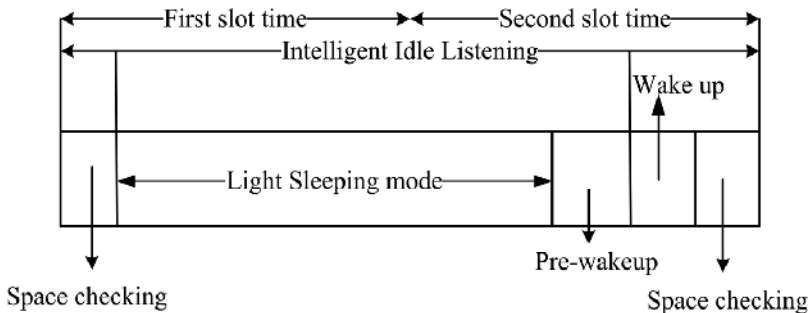 First slot time
Second slot time
Intelligent Idle Listening
Wake up
Light Sleeping mode
Pre-wakeup
Space checking
Space checking